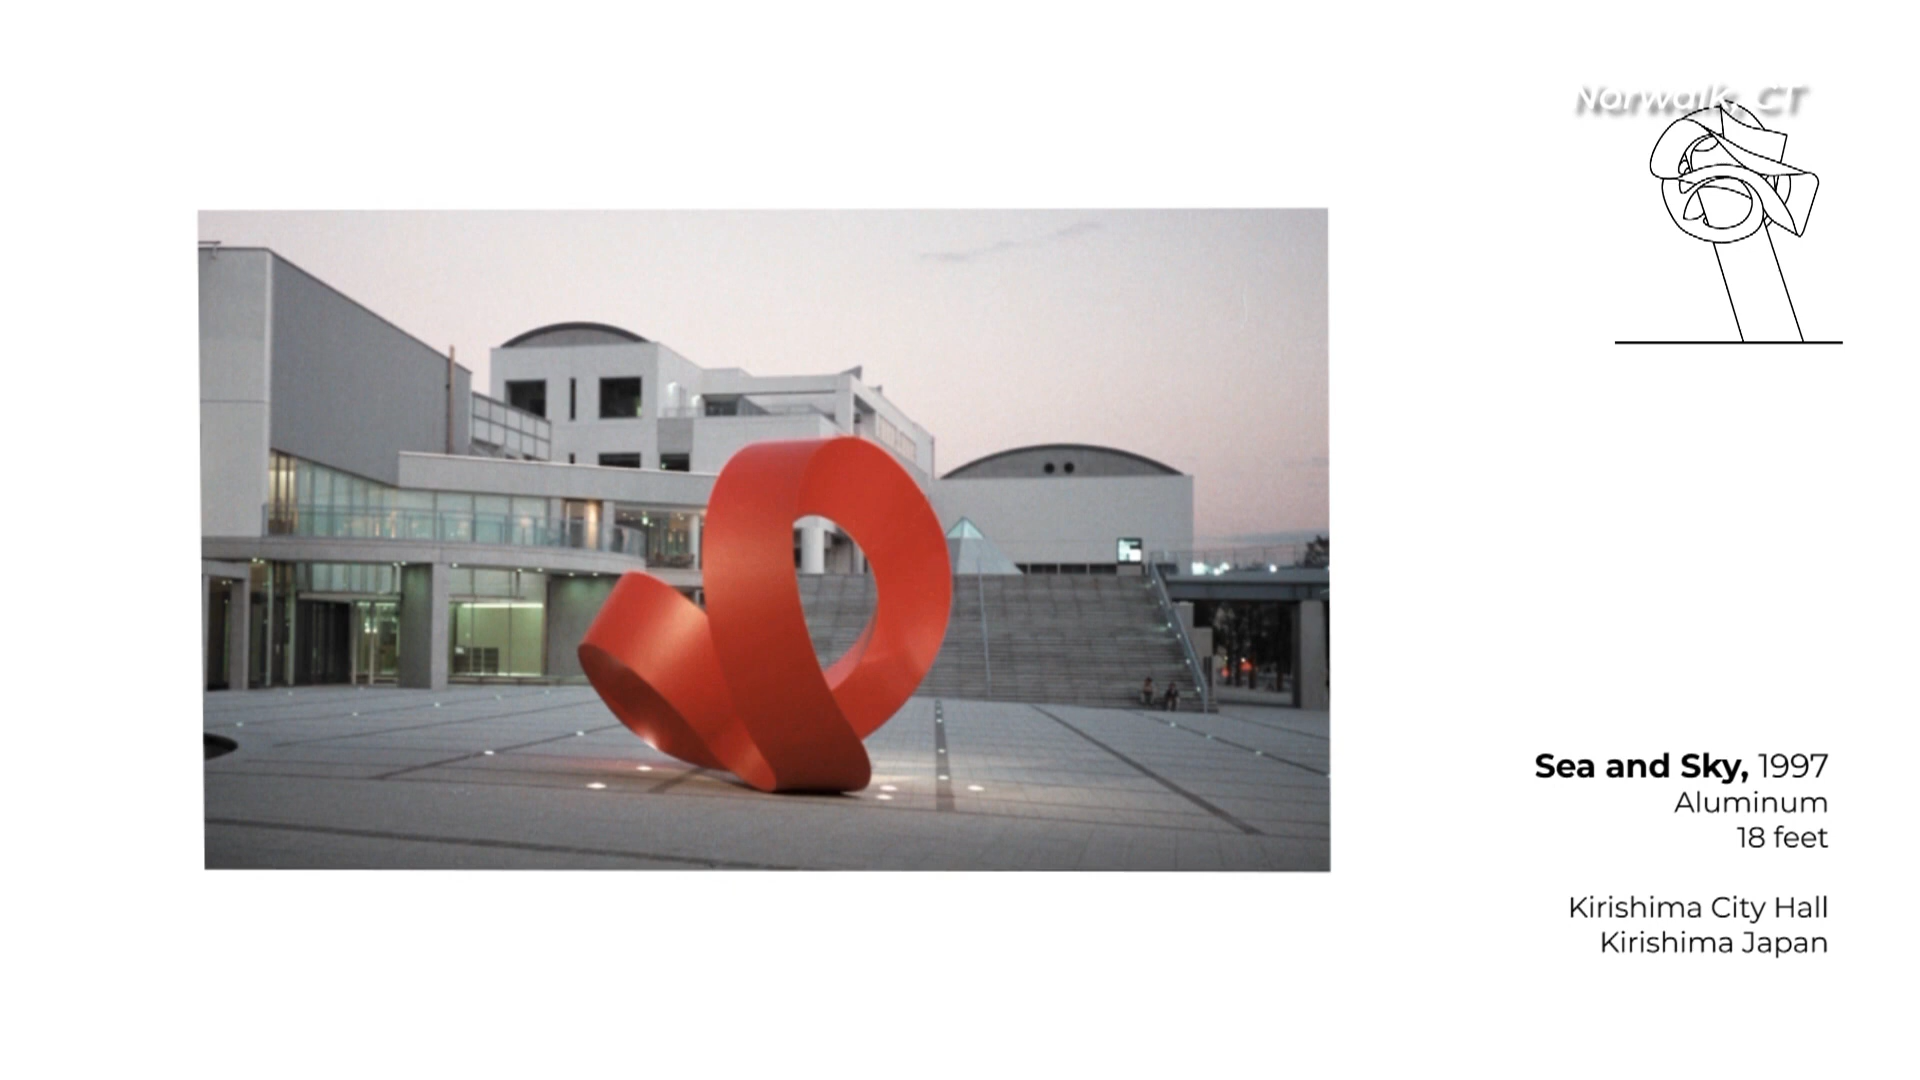 Norwalk, CT
Sea and Sky, 1997
Aluminum
18 feet
Kirishima City Hall
Kirishima Japan